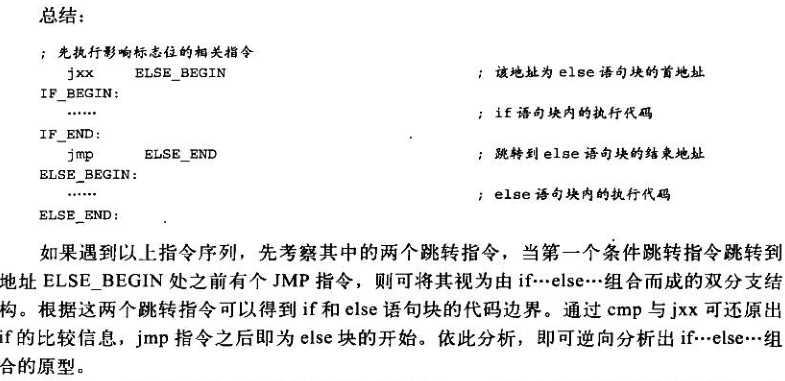 总结：
; 先执行影响标志位的相关指令
jxx ELSE_BEGIN ; 该地址为 else 语句块的首地址
IF_BEGIN:
…… ; if 语句块内的执行代码
IF_END:
jmp ELSE_END ; 跳转到 else 语句块的结束地址
ELSE_BEGIN:
…… ; else 语句块内的执行代码
ELSE_END:
如果遇到以上指令序列，先考察其中的两个跳转指令，当第一个条件跳转指令跳转到
地址 ELSE_BEGIN 处之前有个 JMP 指令，则可将其视为由 if…else…组合而成的双分支结
构。根据这两个跳转指令可以得到 if 和 else 语句块的代码边界。通过 cmp 与 jxx 可还原出
if 的比较信息，jmp 指令之后即为 else 块的开始。依此分析，即可逆向分析出 if…else…组
合的原型。